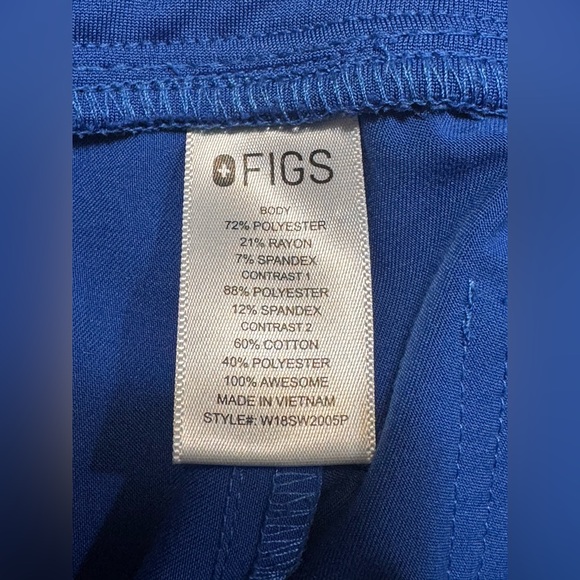 FIGS
BODY
72% POLYESTER
21% RAYON
7% SPANDEX
CONTRAST 1
88% POLYESTER
12% SPANDEX
CONTRAST 2
60% COTTON
40% POLYESTER
100% AWESOME
MADE IN VIETNAM
STYLE#: W18SW2005P